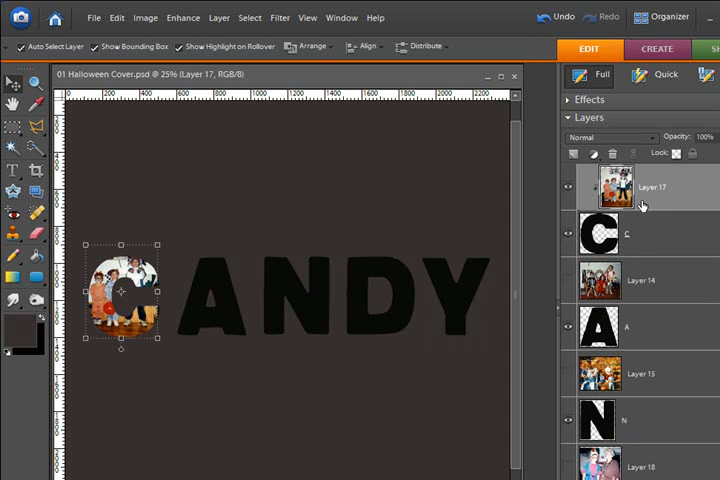 File Edit Image Enhance Layer Select Filter View Window Help Undo Redo Organizer
Auto Select Layer Show Bounding Box Show Highlight on Rollover Arrange Align Distribute EDIT CREATE SH
01 Halloween Cover.psd @ 25% (Layer 17, RGB/8) Full Quick
0 200 400 600 800 1000 1200 1400 1600 1800 2000 2200
Effects
Layers
Normal Opacity: 100%
Lock:
Layer 17
C
Layer 14
A
Layer 15
N
Layer 18
CANDY